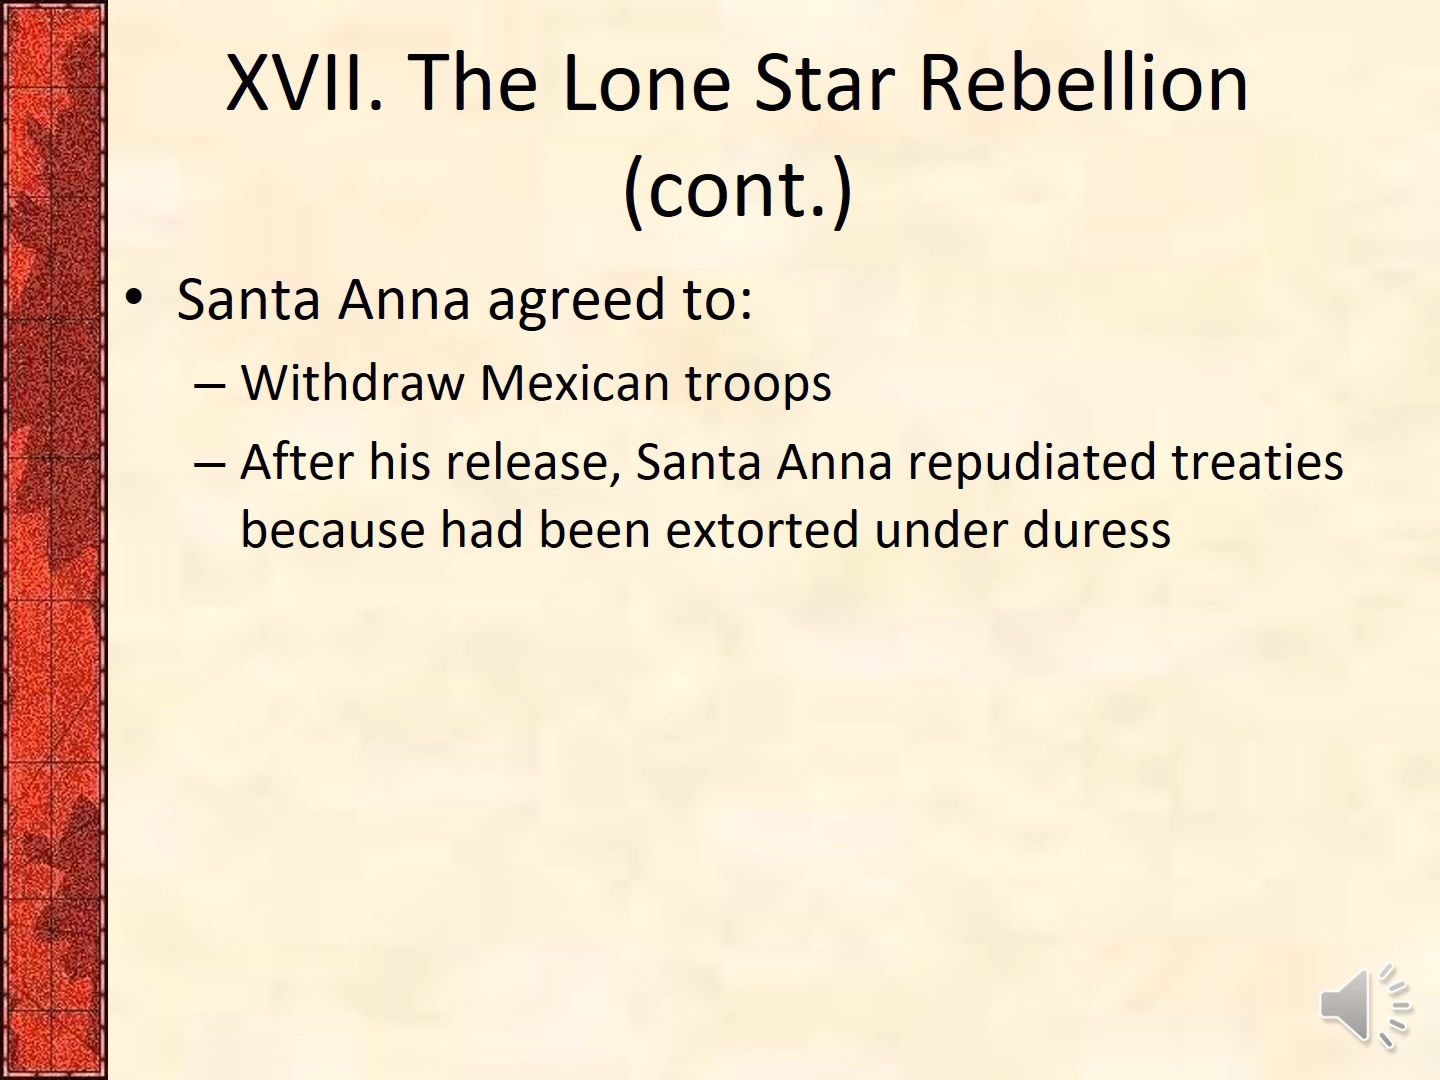 XVII. The Lone Star Rebellion
(cont.)
• Santa Anna agreed to:
– Withdraw Mexican troops
– After his release, Santa Anna repudiated treaties
because had been extorted under duress